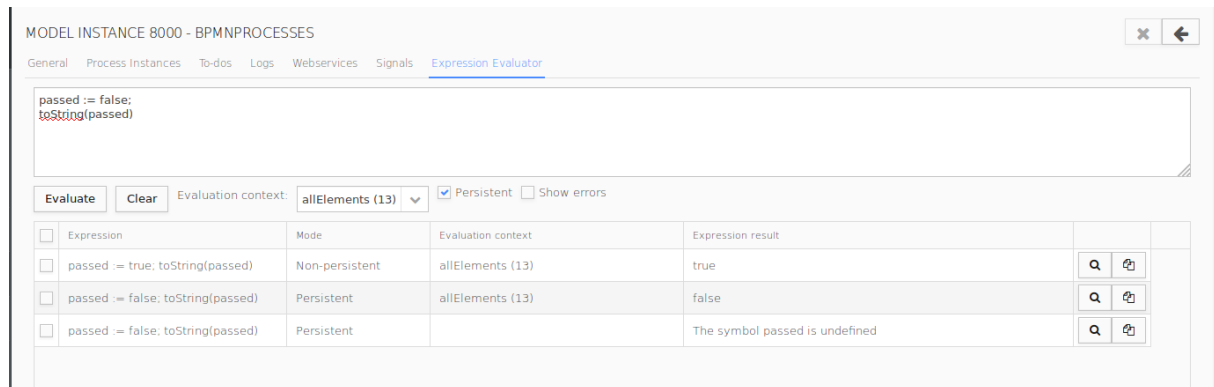 MODEL INSTANCE 8000 - BPMNPROCESSES
General Process Instances To-dos Logs Webservices Signals Expression Evaluator
passed := false;
toString(passed)
Evaluate Clear Evaluation context: allElements (13) Persistent Show errors
Expression Mode Evaluation context Expression result
passed := true; toString(passed) Non-persistent allElements (13) true
passed := false; toString(passed) Persistent allElements (13) false
passed := false; toString(passed) Persistent The symbol passed is undefined